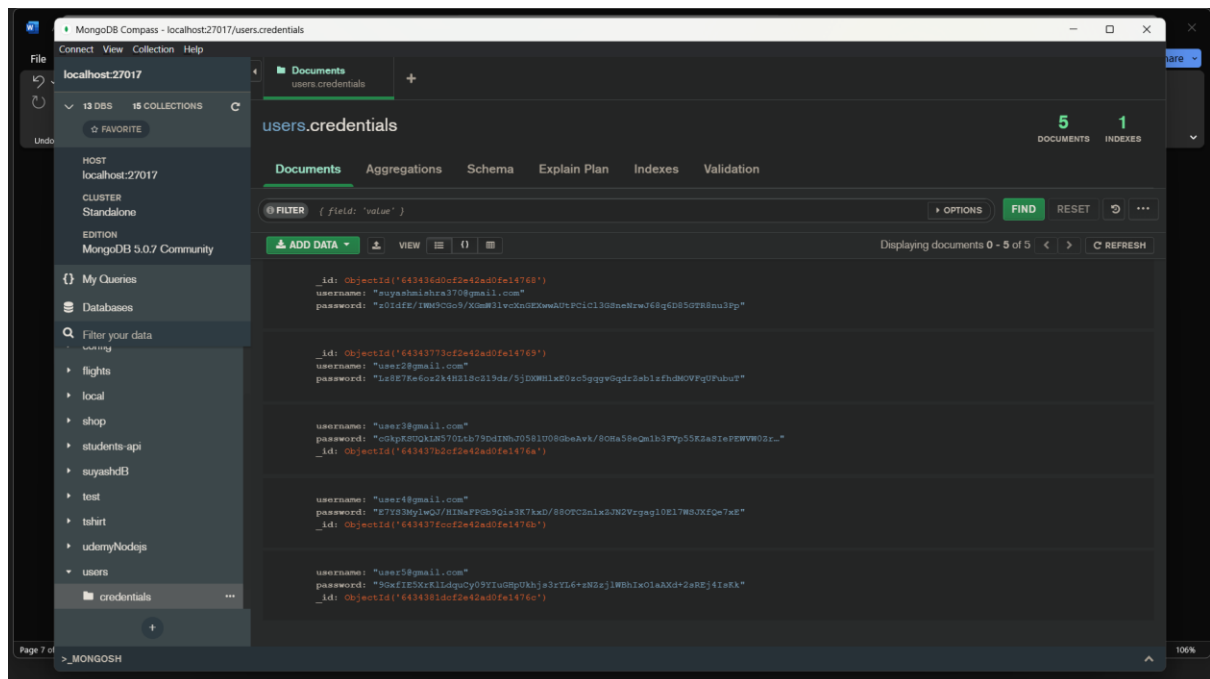 MongoDB Compass - localhost:27017/users.credentials
File
Connect View Collection Help
localhost:27017
Documents
users.credentials
+
13 DBS 15 COLLECTIONS
FAVORITE
Undo
users.credentials
5
DOCUMENTS
1
INDEXES
HOST
localhost:27017
CLUSTER
Standalone
EDITION
MongoDB 5.0.7 Community
Documents Aggregations Schema Explain Plan Indexes Validation
FILTER { field: 'value' }
OPTIONS FIND RESET
ADD DATA VIEW {}
Displaying documents 0 - 5 of 5 REFRESH
{} My Queries
Databases
Filter your data
config
flights
local
shop
students-api
suyashdB
test
tshirt
udemyNodejs
users
credentials
+
_id: ObjectId('643436d0cf2e42ad0fe14768')
username: "suyashmishra370@gmail.com"
password:
_id: ObjectId('64343773cf2e42ad0fe14769')
username: "user2@gmail.com"
password:
username: "user3@gmail.com"
password:
_id: ObjectId('643437b2cf2e42ad0fe1476a')
username: "user4@gmail.com"
password:
_id: ObjectId('643437fccf2e42ad0fe1476b')
username: "user5@gmail.com"
password:
_id: ObjectId('6434381dcf2e42ad0fe1476c')
>_MONGOSH
Page 7 of
106%